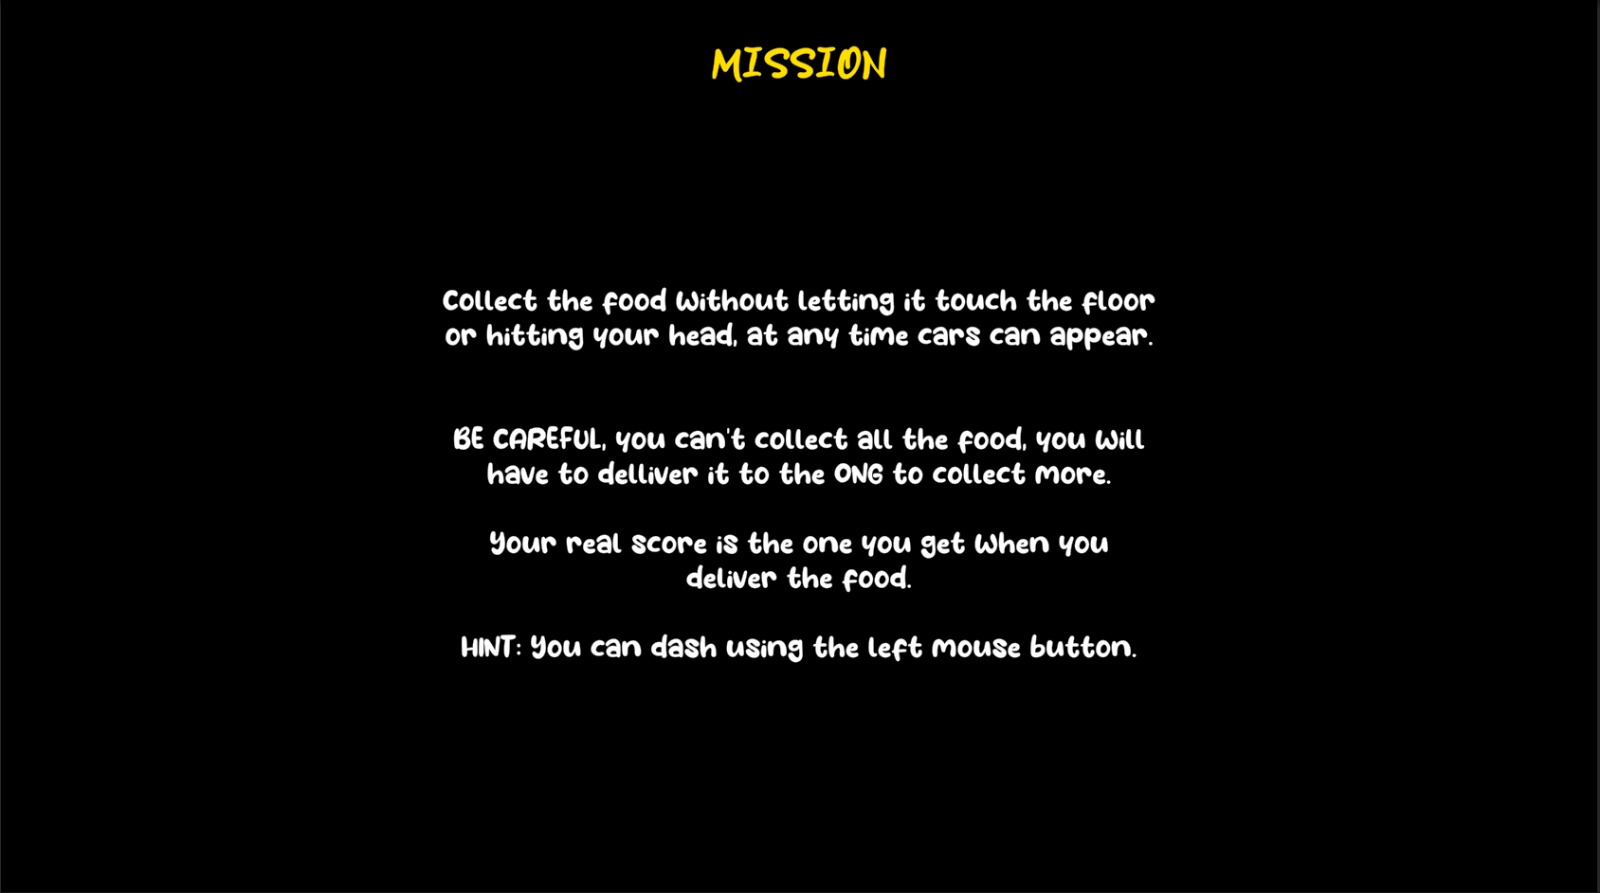 MISSION
Collect the food without letting it touch the floor
or hitting your head, at any time cars can appear.
BE CAREFUL, you can't collect all the food, you will
have to delliver it to the ONG to collect more.
Your real score is the one you get when you
deliver the food.
HINT: You can dash using the left mouse button.